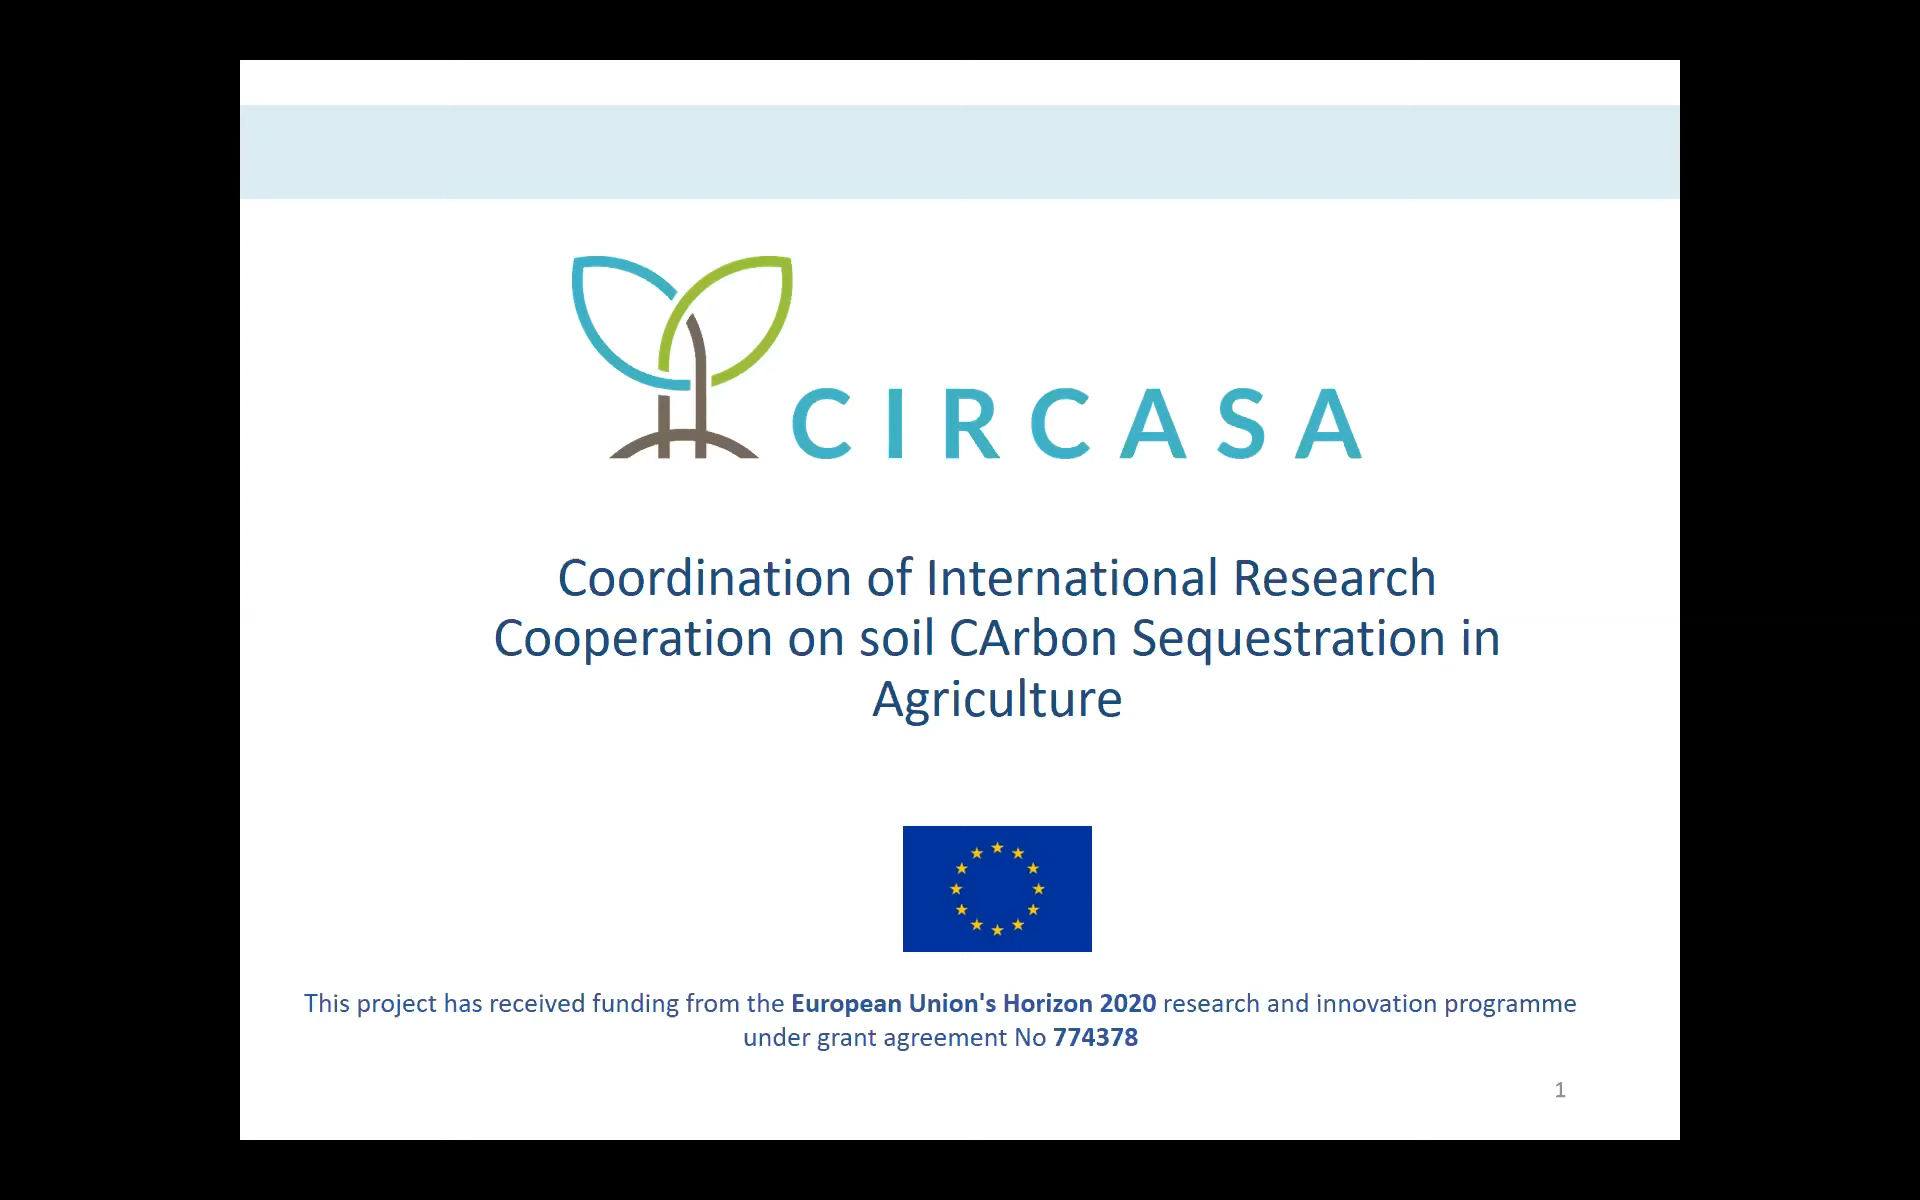 CIRCASA
Coordination of International Research
Cooperation on soil CArbon Sequestration in
Agriculture
This project has received funding from the European Union's Horizon 2020 research and innovation programme
under grant agreement No 774378
1